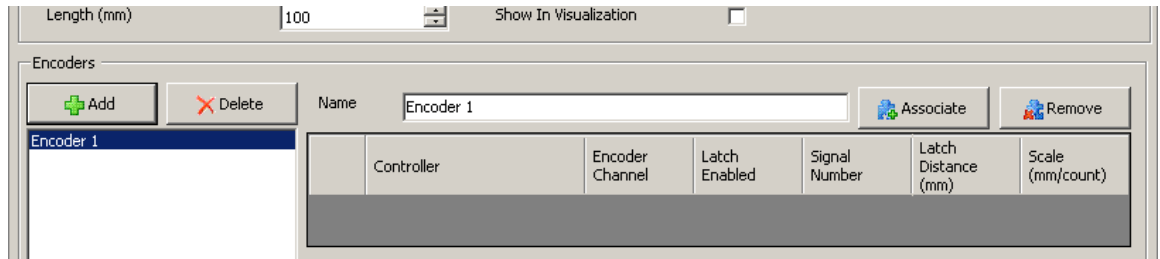 Length (mm) 100 Show In Visualization
Encoders
Add Delete Name Encoder 1 Associate Remove
Encoder 1
Controller Encoder Channel Latch Enabled Signal Number Latch Distance (mm) Scale (mm/count)